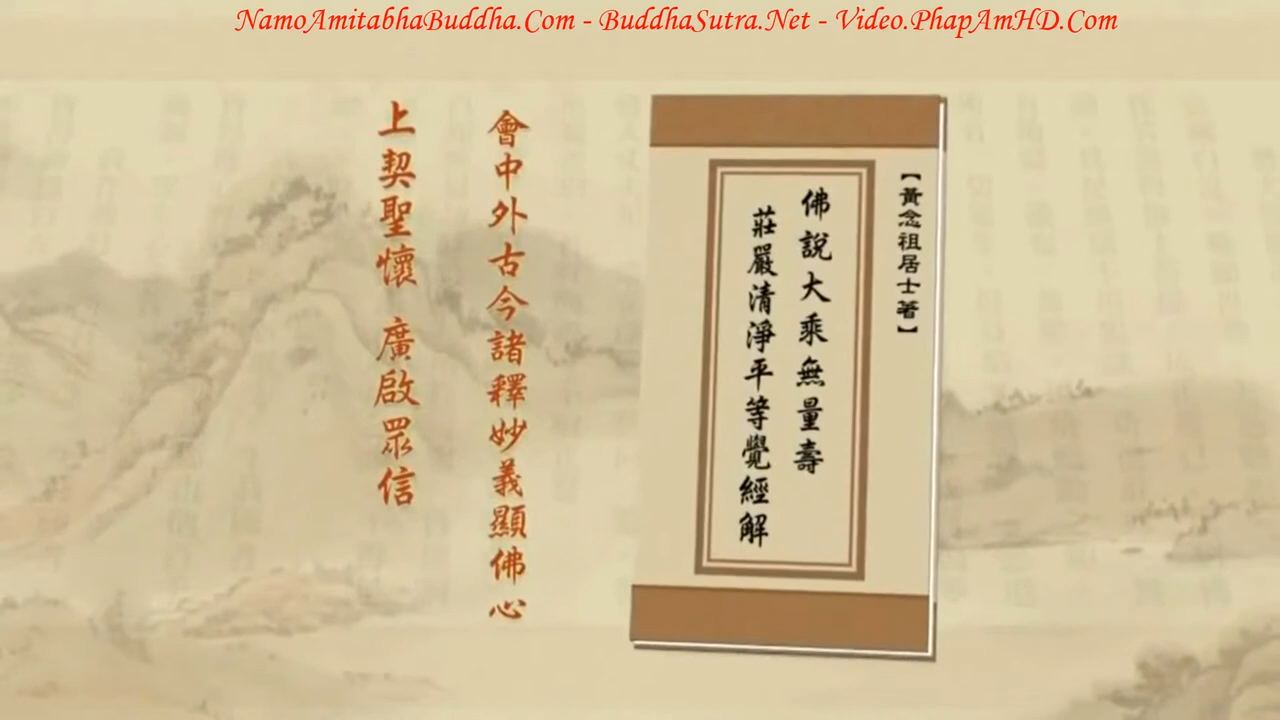 NamoAmitabhaBuddha.Com - BuddhaSutra.Net - Video.PhapAmHD.Com
【黃念祖居士著】
佛說大乘無量壽
莊嚴清淨平等覺經解
會中外古今諸釋妙義顯佛心
上契聖懷 廣啟眾信